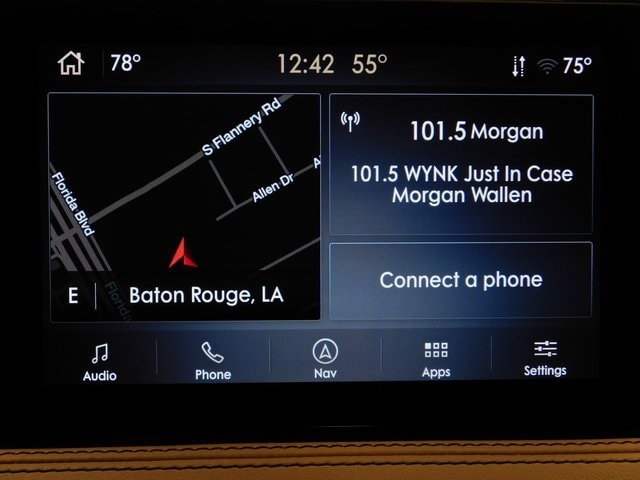 78°
12:42 55°
75°
S Flannery Rd
Allen Dr
A
Florida Blvd
Florida
E
Baton Rouge, LA
101.5 Morgan
101.5 WYNK Just In Case
Morgan Wallen
Connect a phone
Audio
Phone
Nav
Apps
Settings